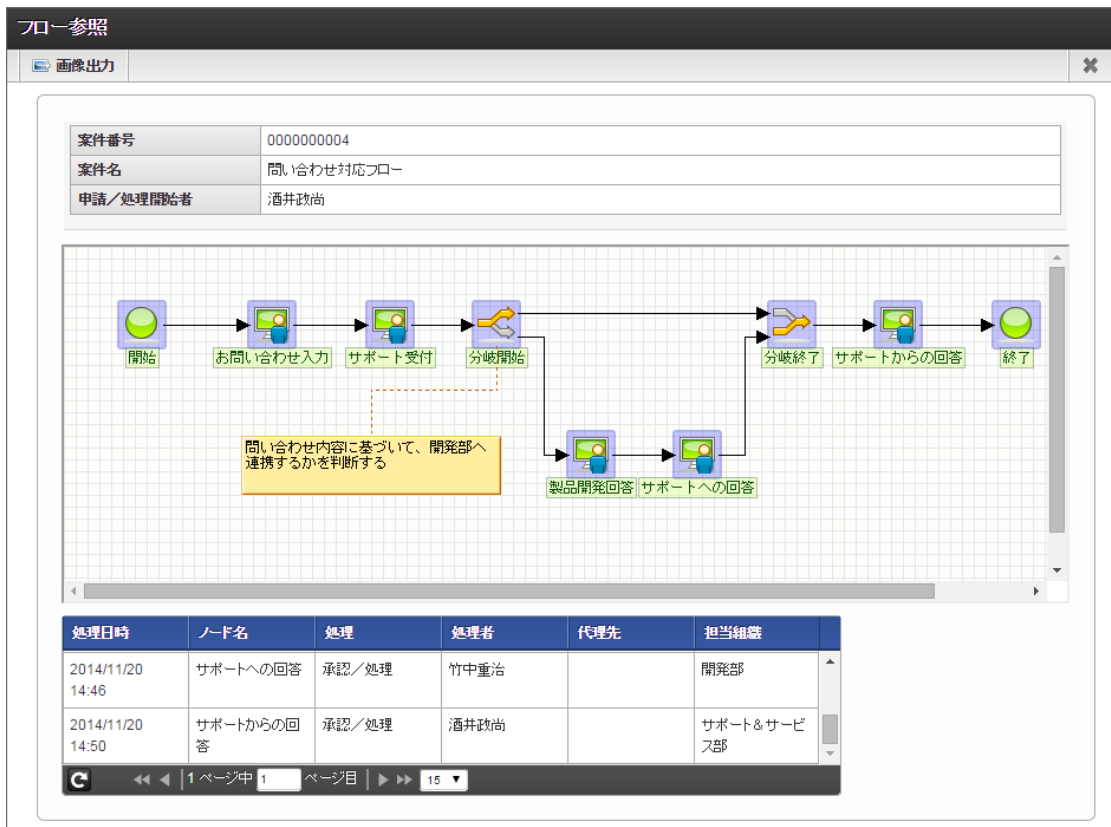 フロー参照
画像出力
案件番号 0000000004
案件名 問い合わせ対応フロー
申請／処理開始者 酒井政尚
開始
お問い合わせ入力
サポート受付
分岐開始
分岐終了
サポートからの回答
終了
問い合わせ内容に基づいて、開発部へ
連携するかを判断する
製品開発回答
サポートへの回答
処理日時 ノード名 処理 処理者 代理先 担当組織
2014/11/20 サポートへの回答 承認／処理 竹中重治 開発部
14:46
2014/11/20 サポートからの回 承認／処理 酒井政尚 サポート&サービ
14:50 答 ス部
1 ページ中 1 ページ目 15